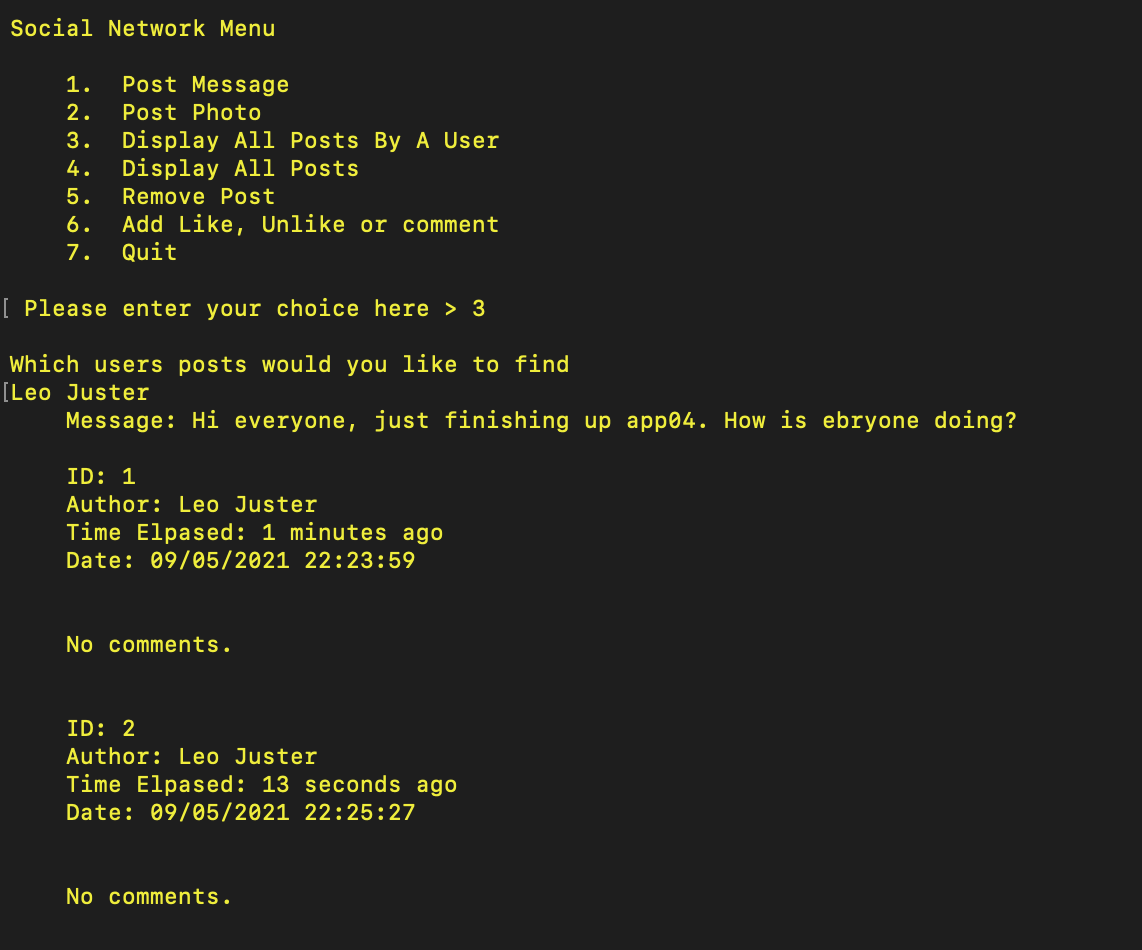 Social Network Menu
1. Post Message
2. Post Photo
3. Display All Posts By A User
4. Display All Posts
5. Remove Post
6. Add Like, Unlike or comment
7. Quit
[ Please enter your choice here > 3
Which users posts would you like to find
[Leo Juster
Message: Hi everyone, just finishing up app04. How is ebryone doing?
ID: 1
Author: Leo Juster
Time Elpased: 1 minutes ago
Date: 09/05/2021 22:23:59
No comments.
ID: 2
Author: Leo Juster
Time Elpased: 13 seconds ago
Date: 09/05/2021 22:25:27
No comments.